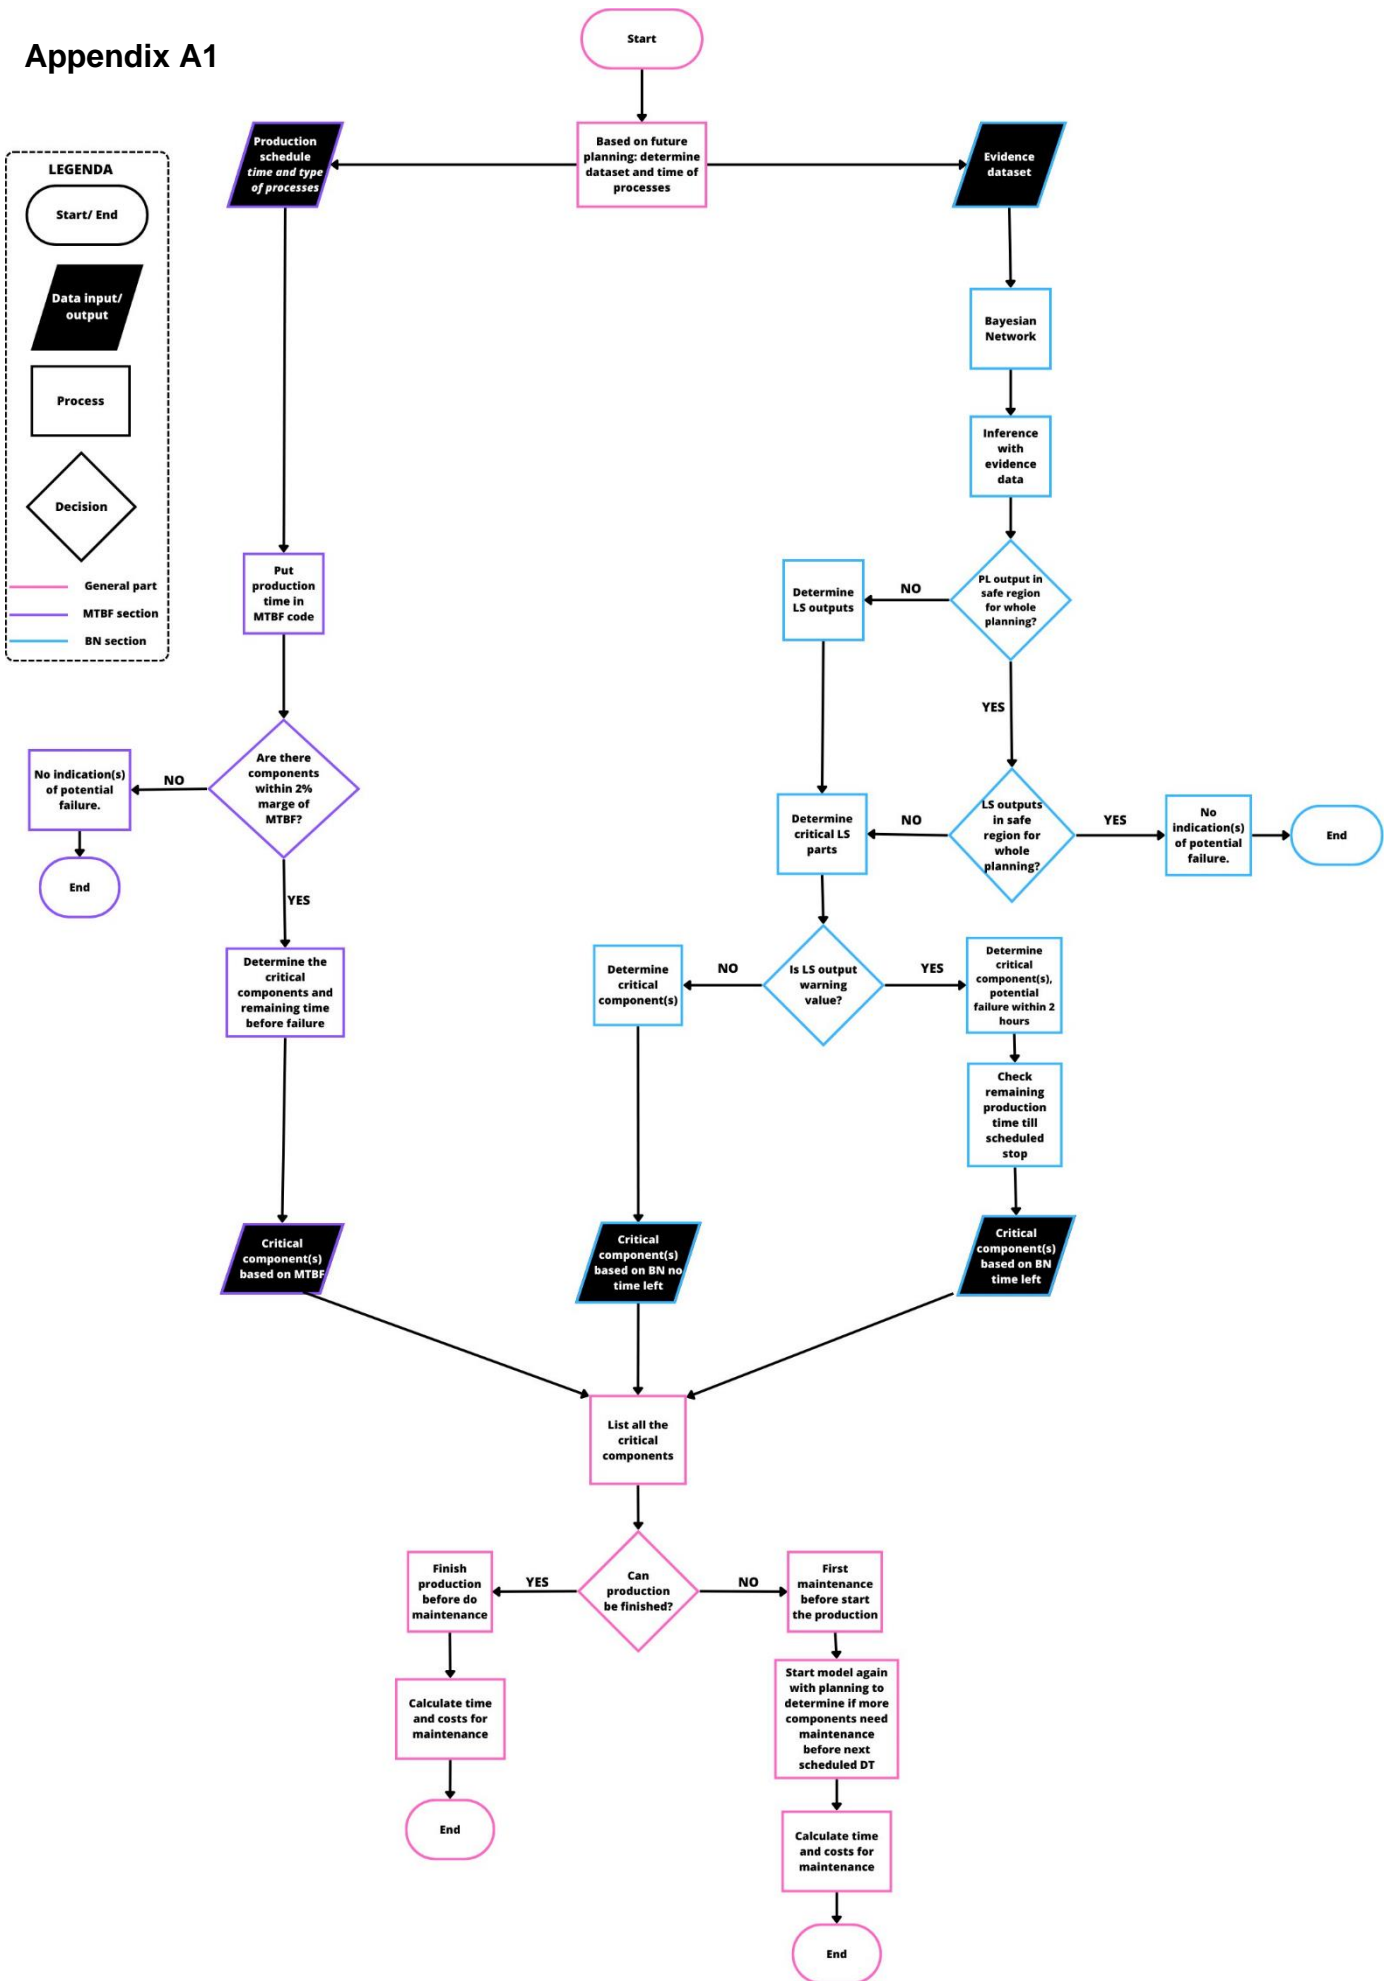 Appendix A1
Start
Based on future
planning: determine
dataset and time of
processes
Production
schedule
time and type
of processes
Evidence
dataset
LEGENDA
Start/ End
Data input/
output
Process
Decision
General part
MTBF section
BN section
Bayesian
Network
Inference
with
evidence
data
PL output in
safe region
for whole
planning?
NO
Determine
LS outputs
YES
Put
production
time in
MTBF code
Are there
components
within 2%
marge of
MTBF?
NO
No indication(s)
of potential
failure.
End
YES
Determine the
critical
components and
remaining time
before failure
LS outputs
in safe
region for
whole
planning?
NO
Determine
critical LS
parts
YES
No
indication(s)
of potential
failure.
End
Is LS output
warning
value?
NO
Determine
critical
component(s)
YES
Determine
critical
component(s),
potential
failure within 2
hours
Check
remaining
production
time till
scheduled
stop
Critical
component(s)
based on MTBF
Critical
component(s)
based on BN no
time left
Critical
component(s)
based on BN
time left
List all the
critical
components
Can
production
be finished?
YES
Finish
production
before do
maintenance
NO
First
maintenance
before start
the production
Calculate time
and costs for
maintenance
End
Start model again
with planning to
determine if more
components need
maintenance
before next
scheduled DT
Calculate time
and costs for
maintenance
End